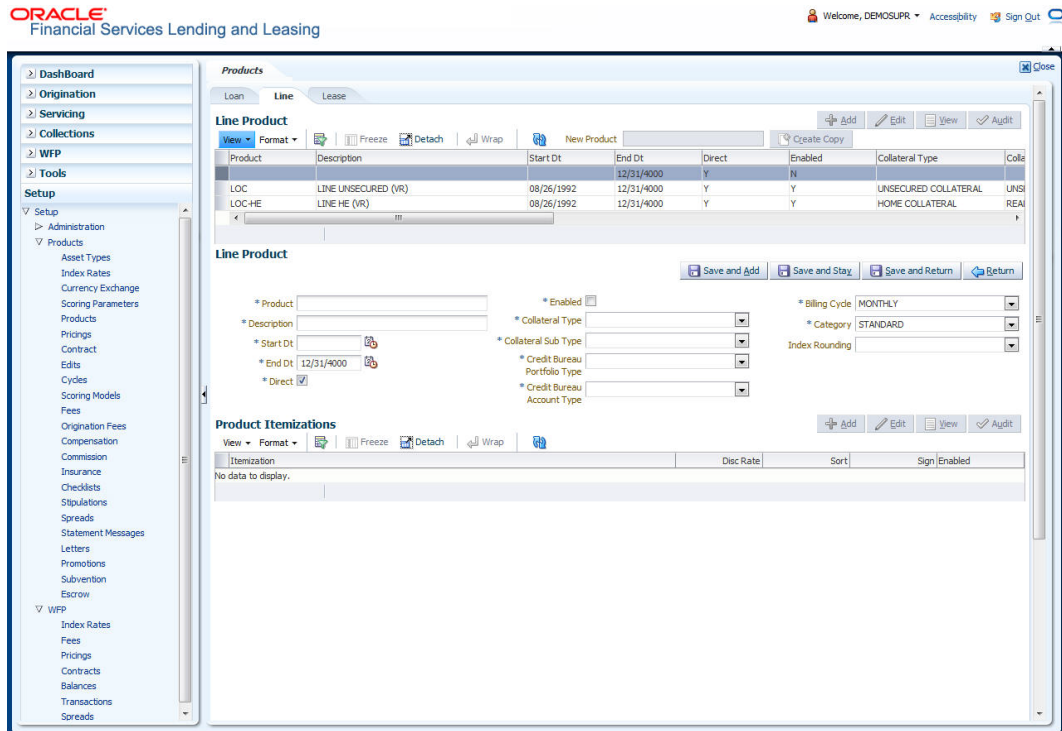 ORACLE
Financial Services Lending and Leasing
Welcome, DEMOSUPR Accessibility Sign Out
DashBoard
Origination
Servicing
Collections
WFP
Tools
Setup
Setup
Administration
Products
Asset Types
Index Rates
Currency Exchange
Scoring Parameters
Products
Pricings
Contract
Edits
Cycles
Scoring Models
Fees
Origination Fees
Compensation
Commission
Insurance
Checklists
Stipulations
Spreads
Statement Messages
Letters
Promotions
Subvention
Escrow
WFP
Index Rates
Fees
Pricings
Contracts
Balances
Transactions
Spreads
Products Close
Loan Line Lease
Line Product Add Edit View Audit
View Format Freeze Detach Wrap New Product Create Copy
Product Description Start Dt End Dt Direct Enabled Collateral Type Colla
12/31/4000 Y N
LOC LINE UNSECURED (VR) 08/26/1992 12/31/4000 Y Y UNSECURED COLLATERAL UNS
LOC-HE LINE HE (VR) 08/26/1992 12/31/4000 Y Y HOME COLLATERAL REA
Line Product
Save and Add Save and Stay Save and Return Return
* Product
* Description
* Start Dt
* End Dt 12/31/4000
* Direct
* Enabled
* Collateral Type
* Collateral Sub Type
* Credit Bureau
Portfolio Type
* Credit Bureau
Account Type
* Billing Cycle MONTHLY
* Category STANDARD
Index Rounding
Product Itemizations Add Edit View Audit
View Format Freeze Detach Wrap
Itemization Disc Rate Sort Sign Enabled
No data to display.